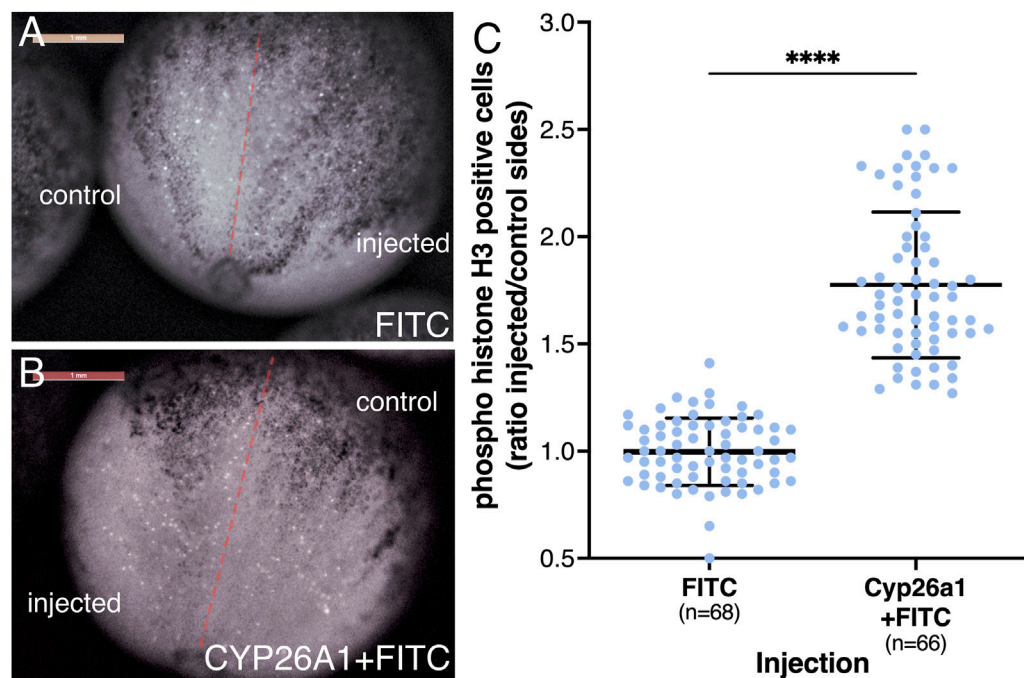 A
1 mm
control
injected
FITC
B
1 mm
control
injected
CYP26A1+FITC
C
phospho histone H3 positive cells
(ratio injected/control sides)
3.0
2.5
2.0
1.5
1.0
0.5
****
FITC
(n=68)
Cyp26a1
+FITC
(n=66)
Injection